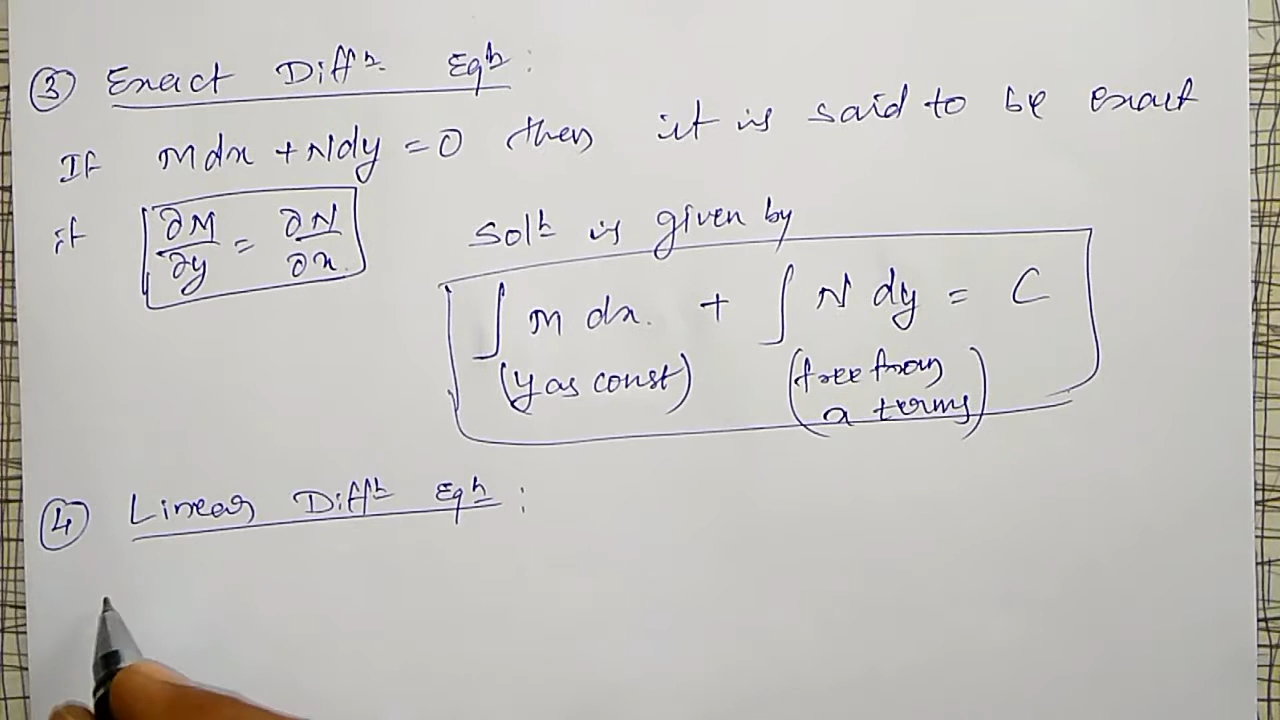 ③ Exact Diffⁿ. Eqⁿ :
If Mdx + Ndy = 0 then it is said to be exact
if ∂M/∂y = ∂N/∂x.
Solⁿ is given by
∫ M dx. + ∫ N dy = C
(y as const) (free from x terms)
④ Linear Diffⁿ Eqⁿ :